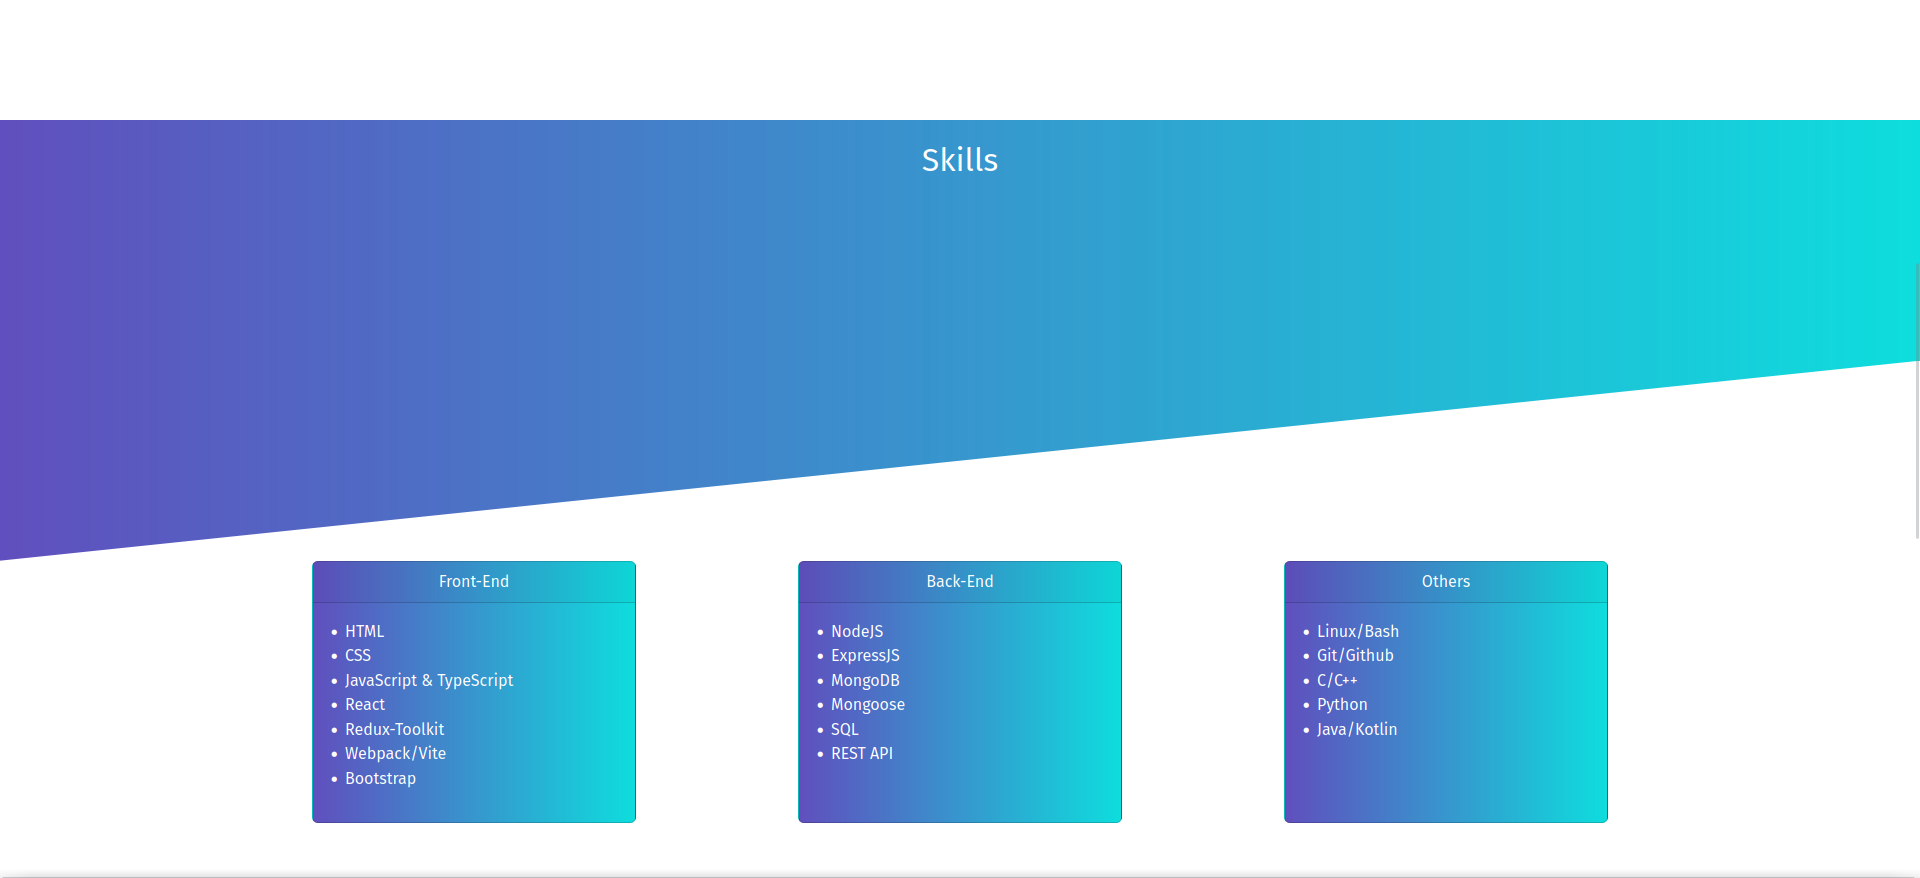 Skills
Front-End
HTML
CSS
JavaScript & TypeScript
React
Redux-Toolkit
Webpack/Vite
Bootstrap
Back-End
NodeJS
ExpressJS
MongoDB
Mongoose
SQL
REST API
Others
Linux/Bash
Git/Github
C/C++
Python
Java/Kotlin